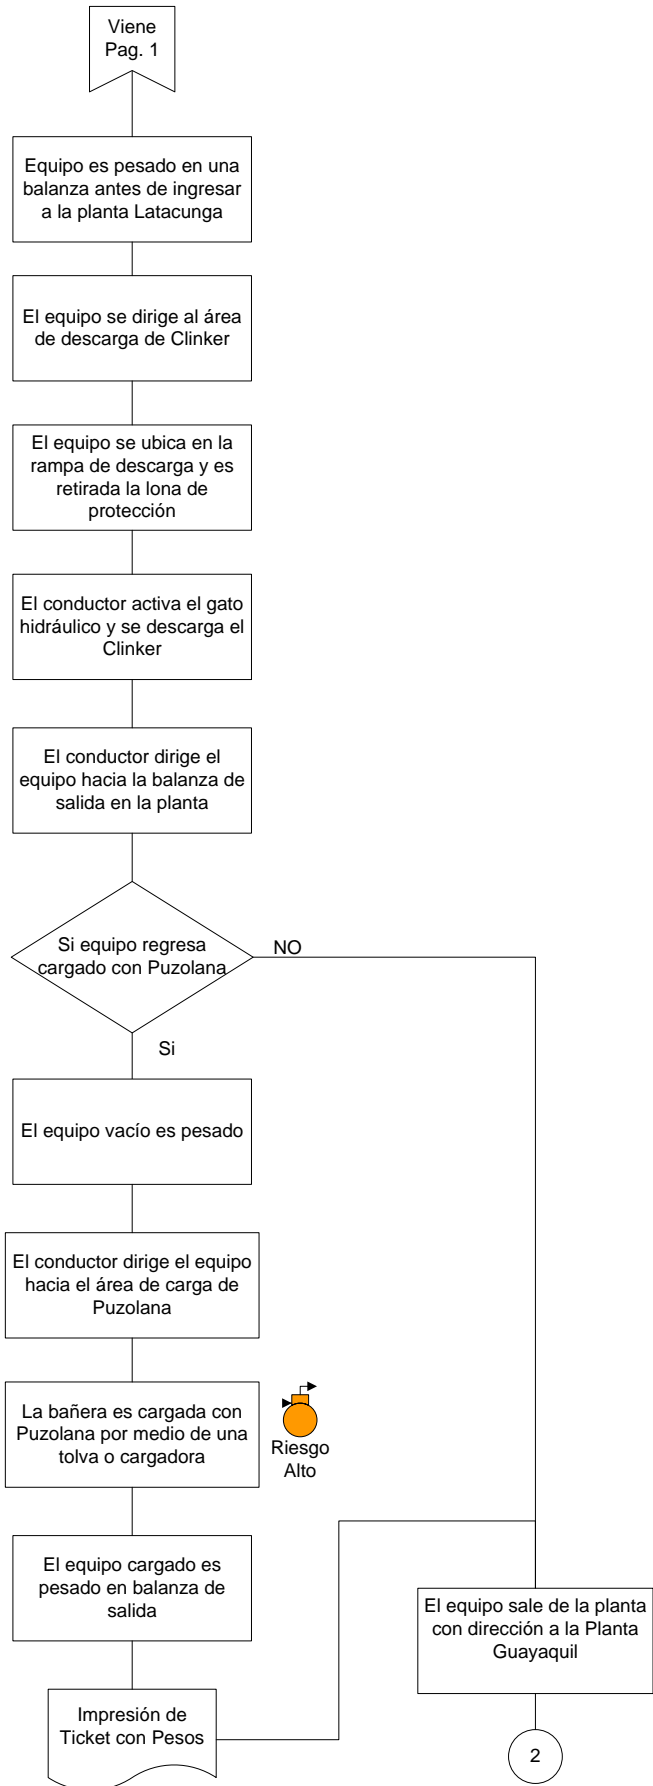 Viene
Pag. 1
Equipo es pesado en una
balanza antes de ingresar
a la planta Latacunga
El equipo se dirige al área
de descarga de Clinker
El equipo se ubica en la
rampa de descarga y es
retirada la lona de
protección
El conductor activa el gato
hidráulico y se descarga el
Clinker
El conductor dirige el
equipo hacia la balanza de
salida en la planta
Si equipo regresa
cargado con Puzolana
NO
Si
El equipo vacío es pesado
El conductor dirige el equipo
hacia el área de carga de
Puzolana
La bañera es cargada con
Puzolana por medio de una
tolva o cargadora
Riesgo
Alto
El equipo cargado es
pesado en balanza de
salida
Impresión de
Ticket con Pesos
El equipo sale de la planta
con dirección a la Planta
Guayaquil
2